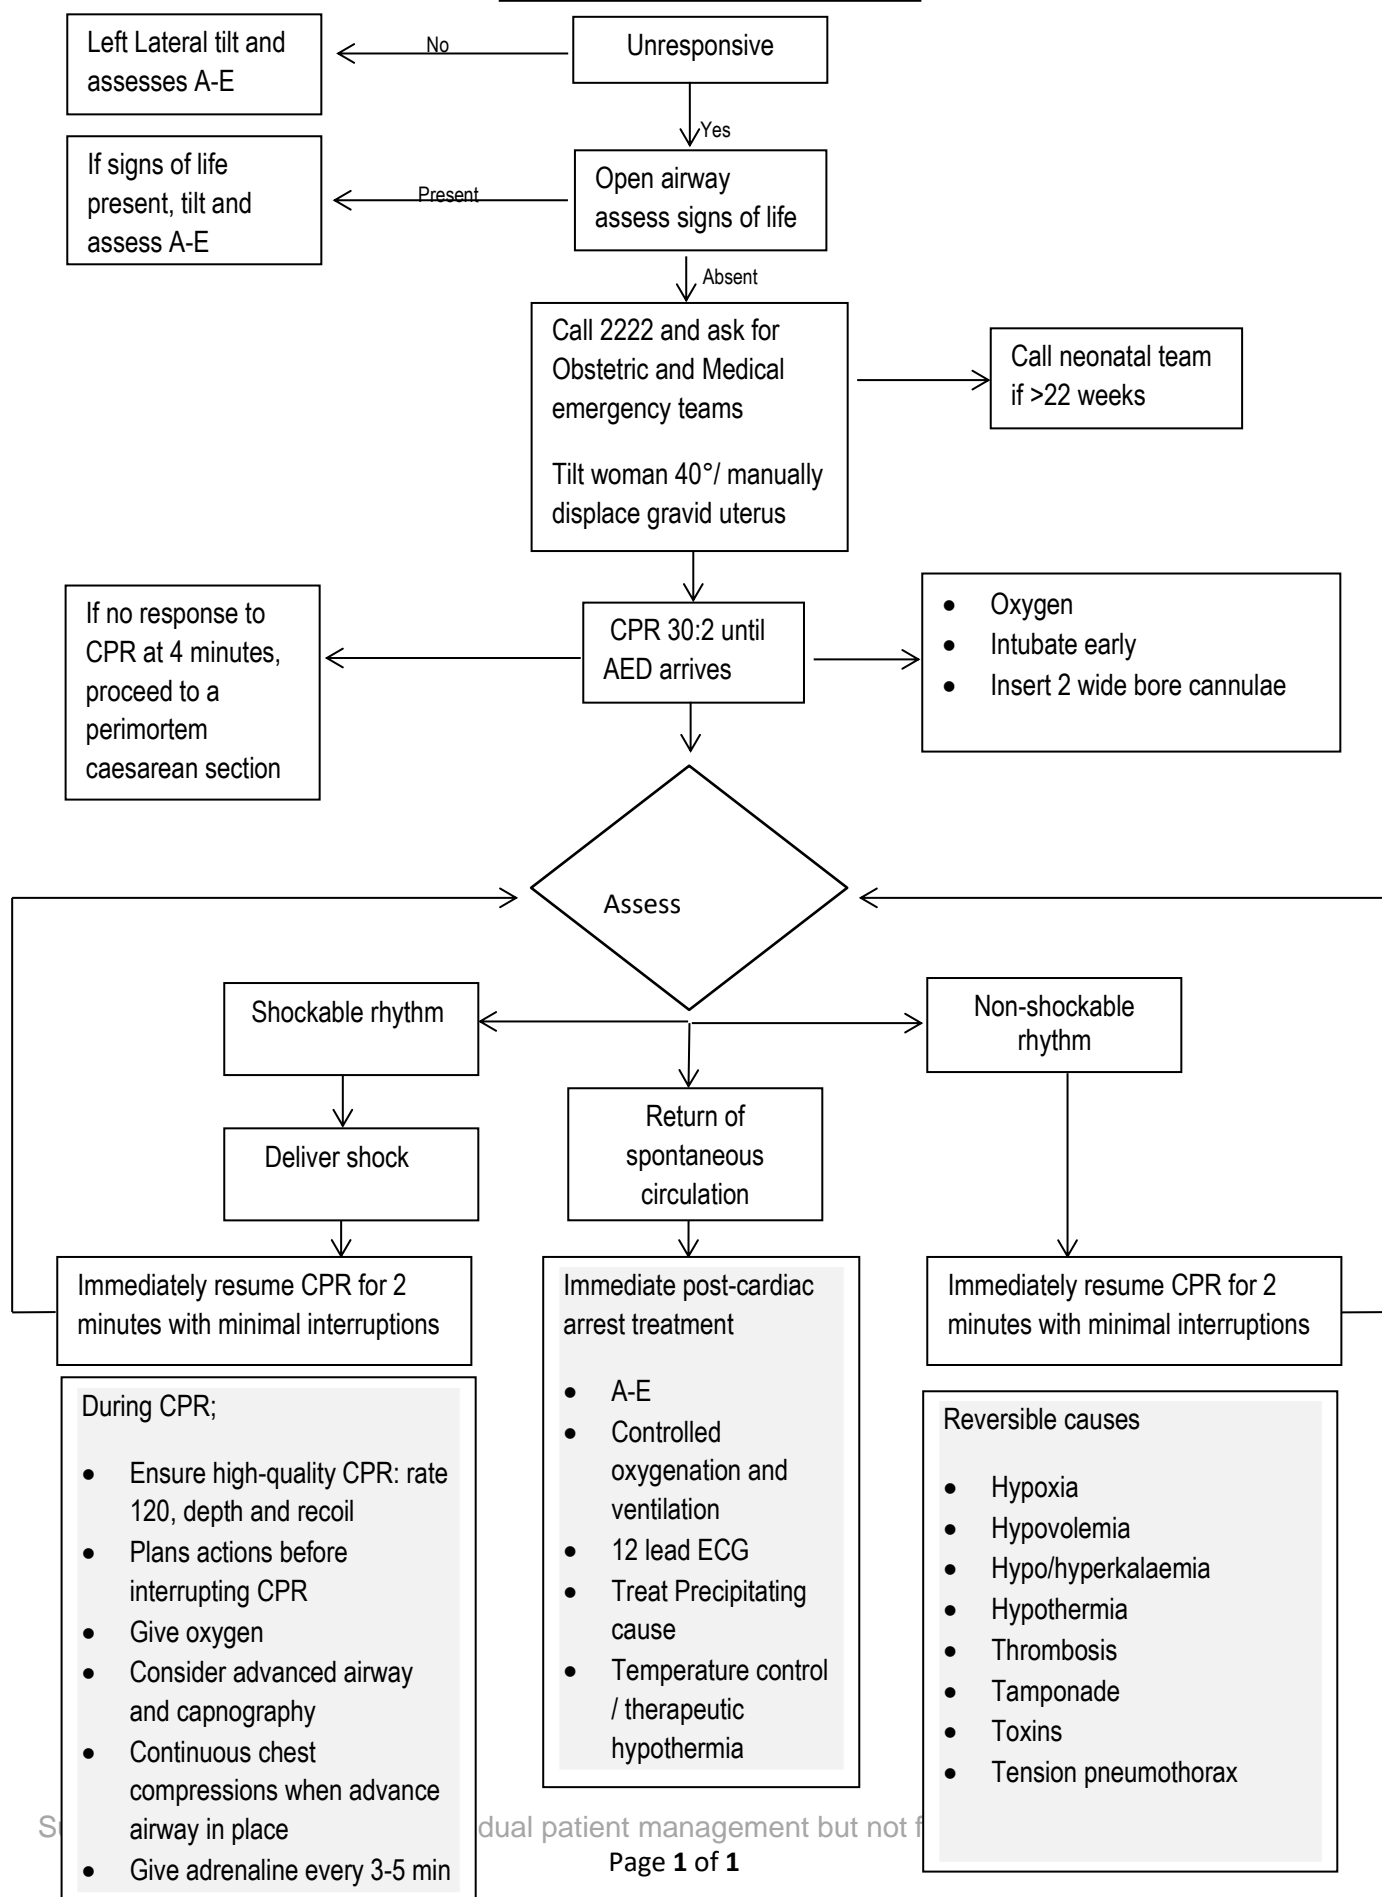 Left Lateral tilt and
assesses A-E
No
Unresponsive
Yes
If signs of life
present, tilt and
assess A-E
Present
Open airway
assess signs of life
Absent
Call 2222 and ask for
Obstetric and Medical
emergency teams
Tilt woman 40°/ manually
displace gravid uterus
Call neonatal team
if >22 weeks
If no response to
CPR at 4 minutes,
proceed to a
perimortem
caesarean section
CPR 30:2 until
AED arrives
• Oxygen
• Intubate early
• Insert 2 wide bore cannulae
Assess
Shockable rhythm
Non-shockable
rhythm
Deliver shock
Return of
spontaneous
circulation
Immediately resume CPR for 2
minutes with minimal interruptions
Immediate post-cardiac
arrest treatment
• A-E
• Controlled
oxygenation and
ventilation
• 12 lead ECG
• Treat Precipitating
cause
• Temperature control
/ therapeutic
hypothermia
Immediately resume CPR for 2
minutes with minimal interruptions
During CPR;
• Ensure high-quality CPR: rate
120, depth and recoil
• Plans actions before
interrupting CPR
• Give oxygen
• Consider advanced airway
and capnography
• Continuous chest
compressions when advance
airway in place
• Give adrenaline every 3-5 min
Reversible causes
• Hypoxia
• Hypovolemia
• Hypo/hyperkalaemia
• Hypothermia
• Thrombosis
• Tamponade
• Toxins
• Tension pneumothorax
patient management but not
Page 1 of 1